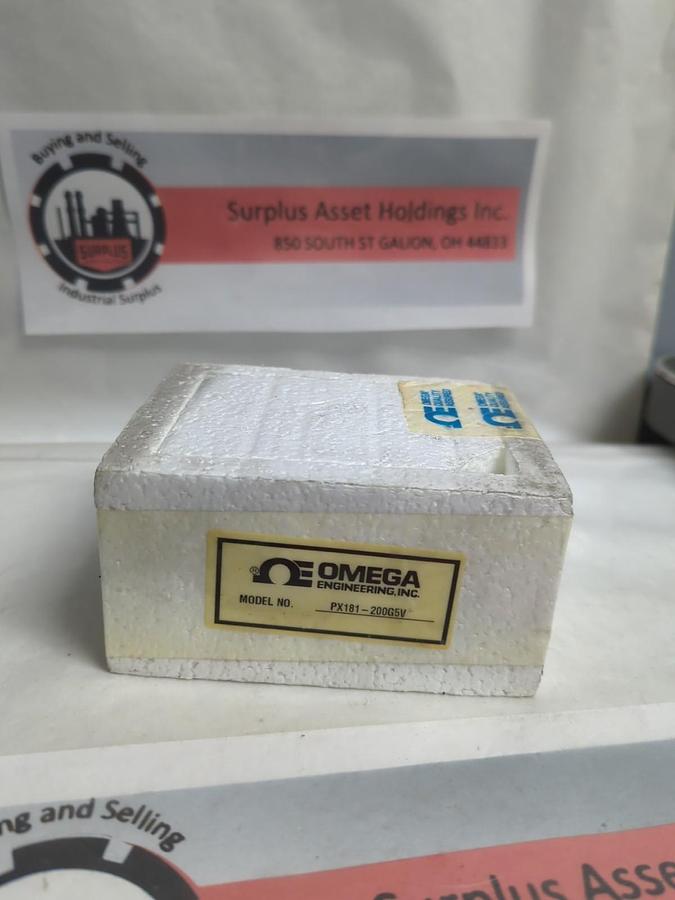 Buying and Selling
SURPLUS
Industrial Surplus
Surplus Asset Holdings Inc.
850 SOUTH ST GALION, OH 44833
® OMEGA
ENGINEERING, INC.
MODEL NO. PX181-200G5V
ng and Selling
Surplus Asse